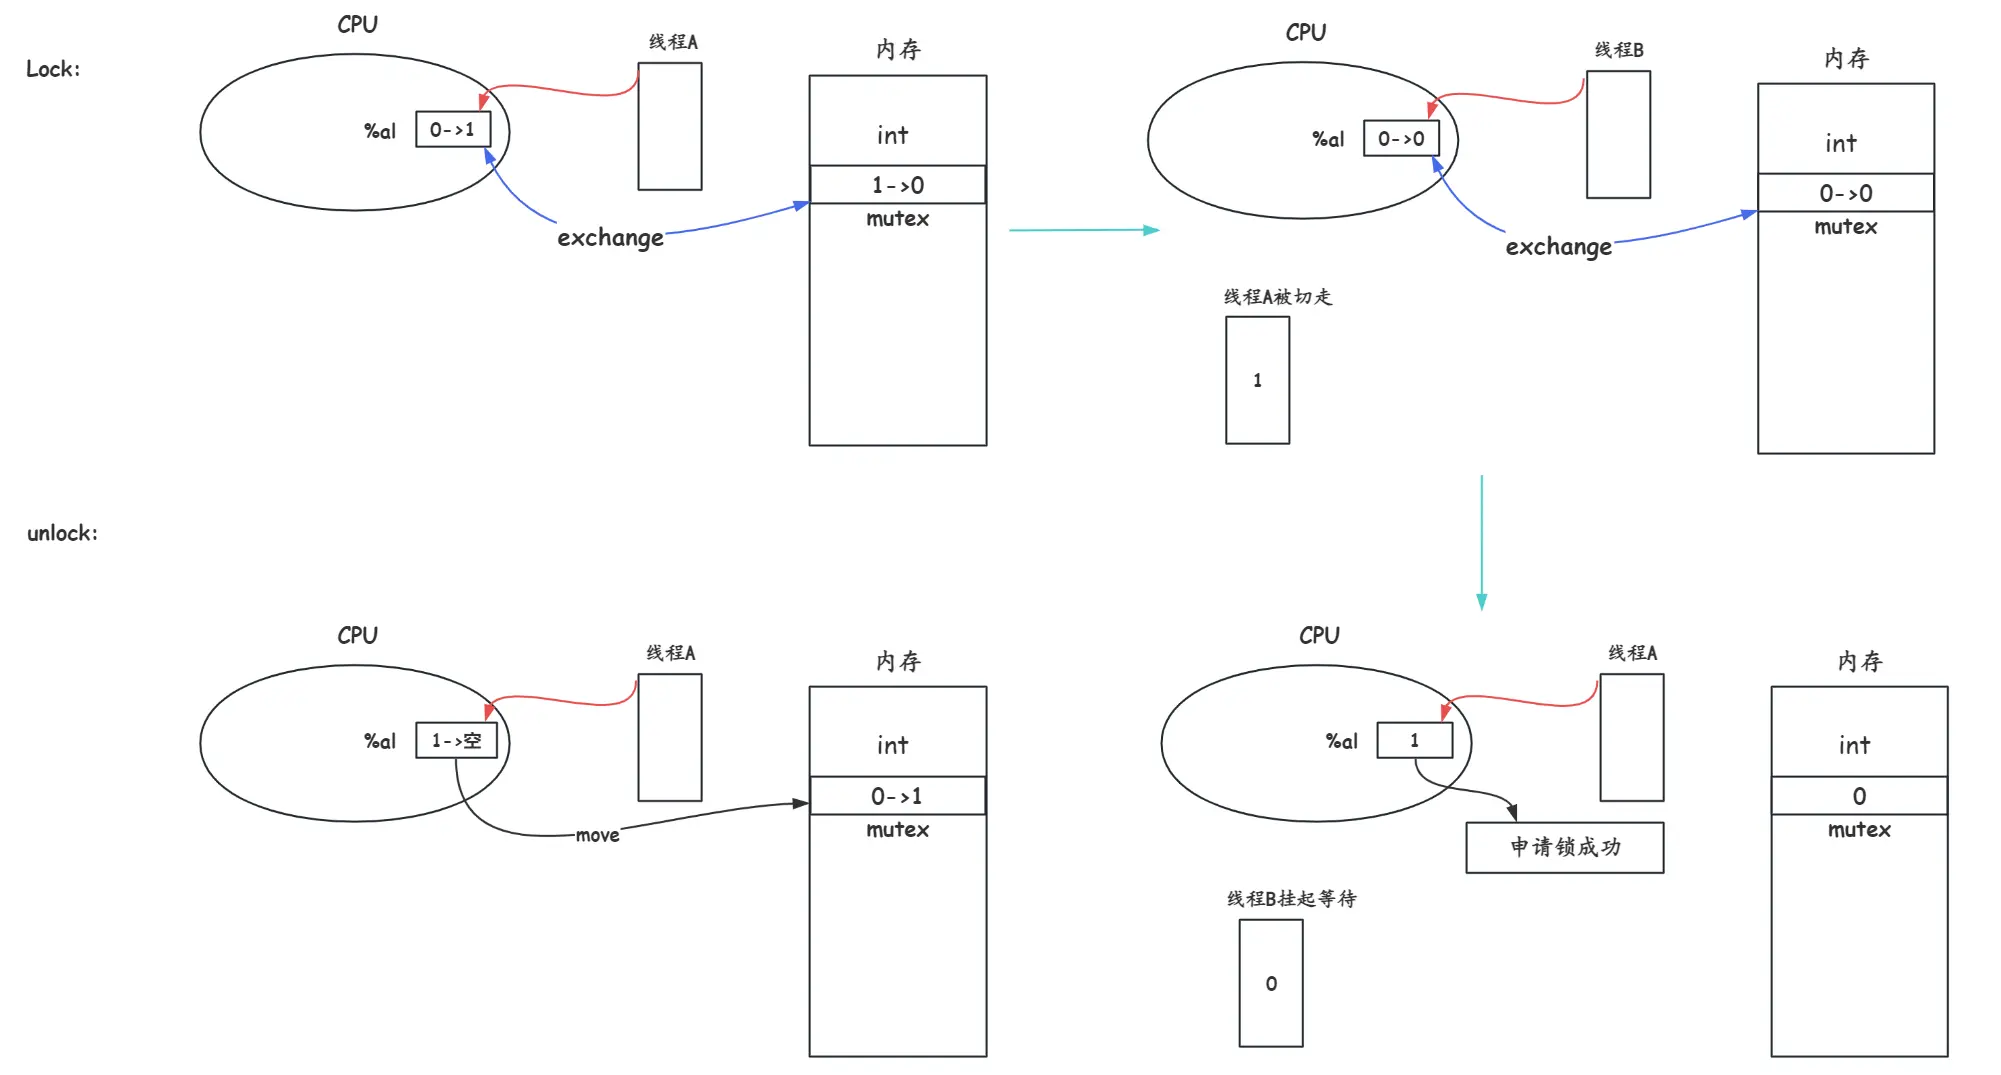 Lock:
CPU
线程A
内存
%al
0->1
int
1->0
mutex
exchange
CPU
线程B
内存
%al
0->0
int
0->0
mutex
exchange
线程A被切走
1
CPU
线程A
内存
%al
1
int
0
mutex
申请锁成功
线程B挂起等待
0
unlock:
CPU
线程A
内存
%al
1->空
int
0->1
mutex
move